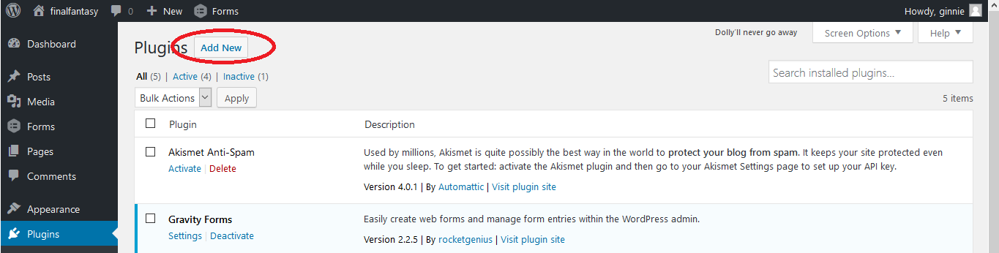 finalfantasy 0 + New Forms Howdy, ginnie
Dashboard
Posts
Media
Forms
Pages
Comments
Appearance
Plugins
Dolly'll never go away Screen Options Help
Plugins Add New
All (5) | Active (4) | Inactive (1)
Search installed plugins...
Bulk Actions Apply
5 items
Plugin Description
Akismet Anti-Spam
Activate | Delete
Used by millions, Akismet is quite possibly the best way in the world to protect your blog from spam. It keeps your site protected even
while you sleep. To get started: activate the Akismet plugin and then go to your Akismet Settings page to set up your API key.
Version 4.0.1 | By Automattic | Visit plugin site
Gravity Forms
Settings | Deactivate
Easily create web forms and manage form entries within the WordPress admin.
Version 2.2.5 | By rocketgenius | Visit plugin site